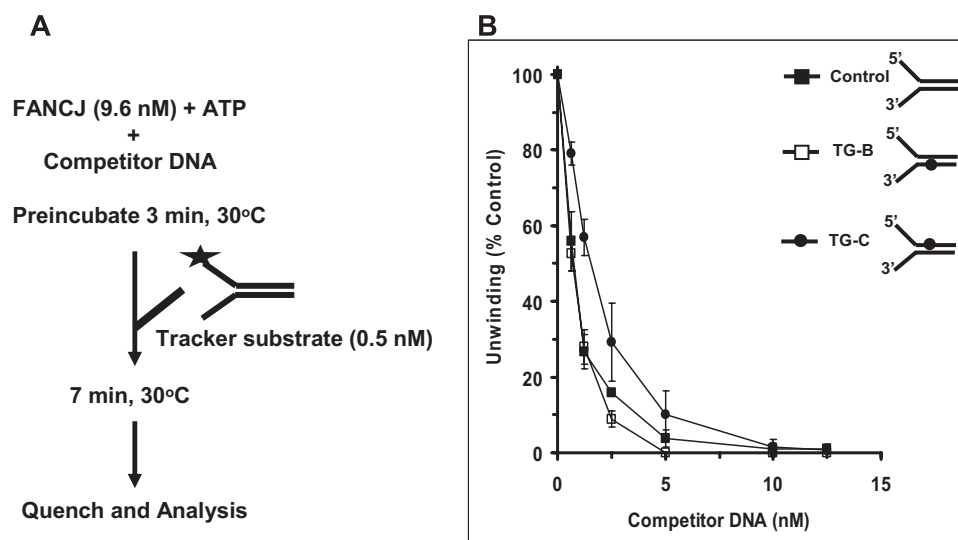 A
FANCJ (9.6 nM) + ATP
+
Competitor DNA
Preincubate 3 min, 30ºC
Tracker substrate (0.5 nM)
7 min, 30ºC
Quench and Analysis
B
Unwinding (% Control)
100
80
60
40
20
0
0
5
10
15
Competitor DNA (nM)
Control
5’
3’
TG-B
5’
3’
TG-C
5’
3’